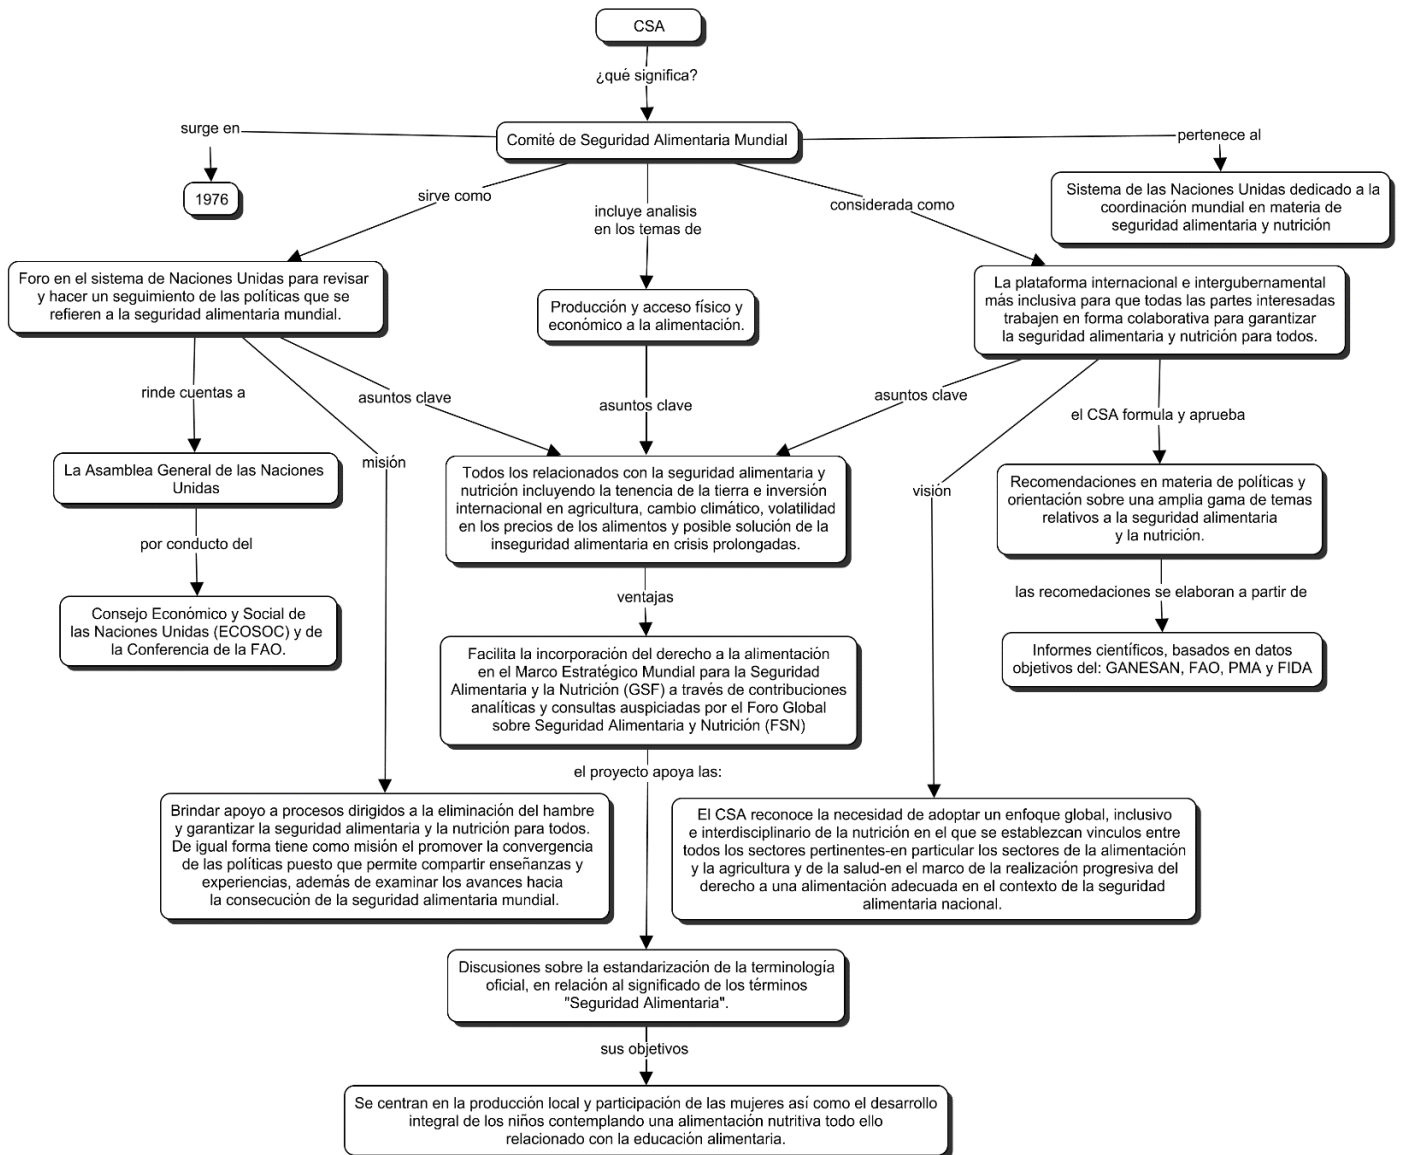 CSA
¿qué significa?
surge en
Comité de Seguridad Alimentaria Mundial
pertenece al
1976
sirve como
incluye analisis
en los temas de
considerada como
Sistema de las Naciones Unidas dedicado a la
coordinación mundial en materia de
seguridad alimentaria y nutrición
Foro en el sistema de Naciones Unidas para revisar
y hacer un seguimiento de las políticas que se
refieren a la seguridad alimentaria mundial.
Producción y acceso físico y
económico a la alimentación.
La plataforma internacional e intergubernamental
más inclusiva para que todas las partes interesadas
trabajen en forma colaborativa para garantizar
la seguridad alimentaria y nutrición para todos.
rinde cuentas a
asuntos clave
asuntos clave
asuntos clave
el CSA formula y aprueba
La Asamblea General de las Naciones
Unidas
misión
Todos los relacionados con la seguridad alimentaria y
nutrición incluyendo la tenencia de la tierra e inversión
internacional en agricultura, cambio climático, volatilidad
en los precios de los alimentos y posible solución de la
inseguridad alimentaria en crisis prolongadas.
visión
Recomendaciones en materia de políticas y
orientación sobre una amplia gama de temas
relativos a la seguridad alimentaria
y la nutrición.
por conducto del
ventajas
las recomedaciones se elaboran a partir de
Consejo Económico y Social de
las Naciones Unidas (ECOSOC) y de
la Conferencia de la FAO.
Facilita la incorporación del derecho a la alimentación
en el Marco Estratégico Mundial para la Seguridad
Alimentaria y la Nutrición (GSF) a través de contribuciones
analíticas y consultas auspiciadas por el Foro Global
sobre Seguridad Alimentaria y Nutrición (FSN)
Informes científicos, basados en datos
objetivos del: GANESAN, FAO, PMA y FIDA
el proyecto apoya las:
Brindar apoyo a procesos dirigidos a la eliminación del hambre
y garantizar la seguridad alimentaria y la nutrición para todos.
De igual forma tiene como misión el promover la convergencia
de las políticas puesto que permite compartir enseñanzas y
experiencias, además de examinar los avances hacia
la consecución de la seguridad alimentaria mundial.
El CSA reconoce la necesidad de adoptar un enfoque global, inclusivo
e interdisciplinario de la nutrición en el que se establezcan vinculos entre
todos los sectores pertinentes-en particular los sectores de la alimentación
y la agricultura y de la salud-en el marco de la realización progresiva del
derecho a una alimentación adecuada en el contexto de la seguridad
alimentaria nacional.
Discusiones sobre la estandarización de la terminología
oficial, en relación al significado de los términos
"Seguridad Alimentaria".
sus objetivos
Se centran en la producción local y participación de las mujeres así como el desarrollo
integral de los niños contemplando una alimentación nutritiva todo ello
relacionado con la educación alimentaria.